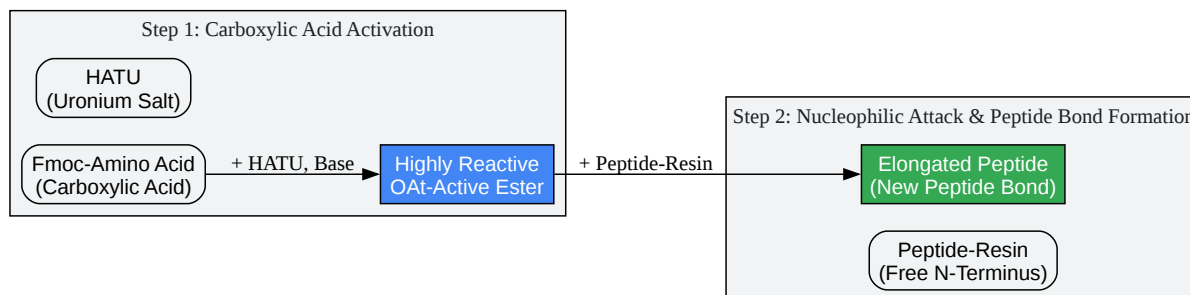 Step 1: Carboxylic Acid Activation
HATU
(Uronium Salt)
Fmoc-Amino Acid
(Carboxylic Acid)
+ HATU, Base
Highly Reactive
OAt-Active Ester
+ Peptide-Resin
Step 2: Nucleophilic Attack & Peptide Bond Formation
Elongated Peptide
(New Peptide Bond)
Peptide-Resin
(Free N-Terminus)